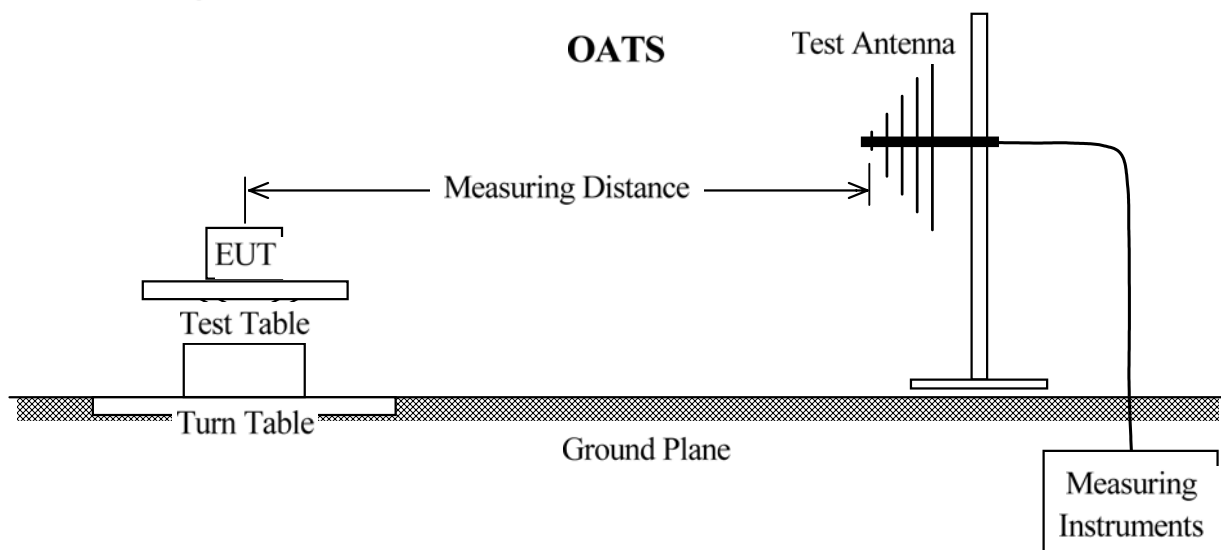 OATS
Test Antenna
Measuring Distance
EUT
Test Table
Turn Table
Ground Plane
Measuring
Instruments